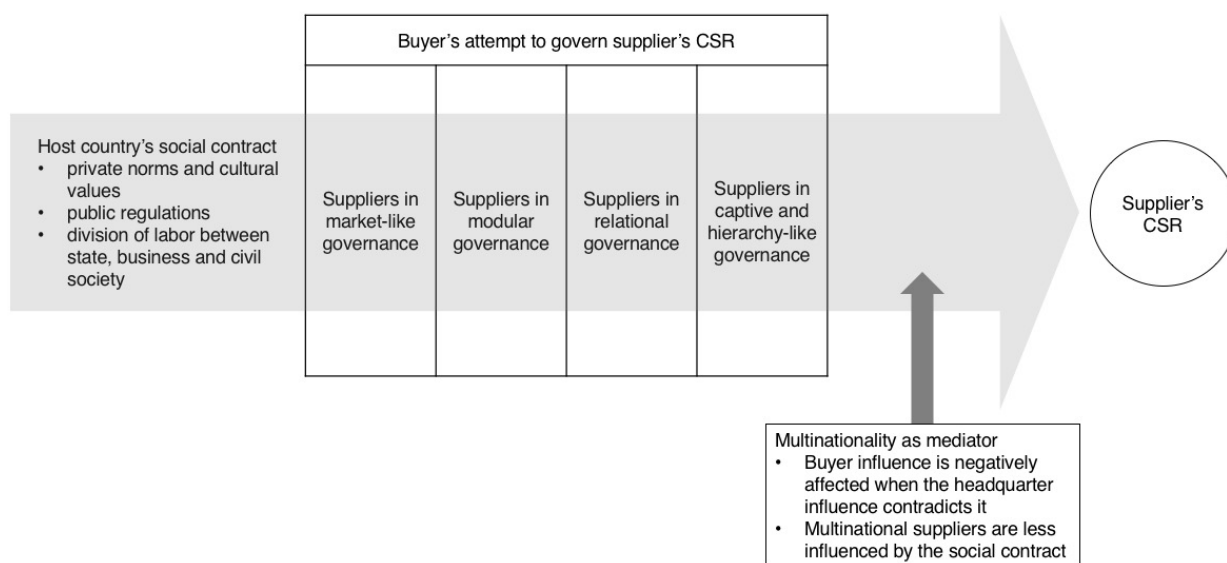 Buyer's attempt to govern supplier's CSR
Host country's social contract
• private norms and cultural
values
• public regulations
• division of labor between
state, business and civil
society
Suppliers in
market-like
governance
Suppliers in
modular
governance
Suppliers in
relational
governance
Suppliers in
captive and
hierarchy-like
governance
Supplier's
CSR
Multinationality as mediator
• Buyer influence is negatively
affected when the headquarter
influence contradicts it
• Multinational suppliers are less
influenced by the social contract